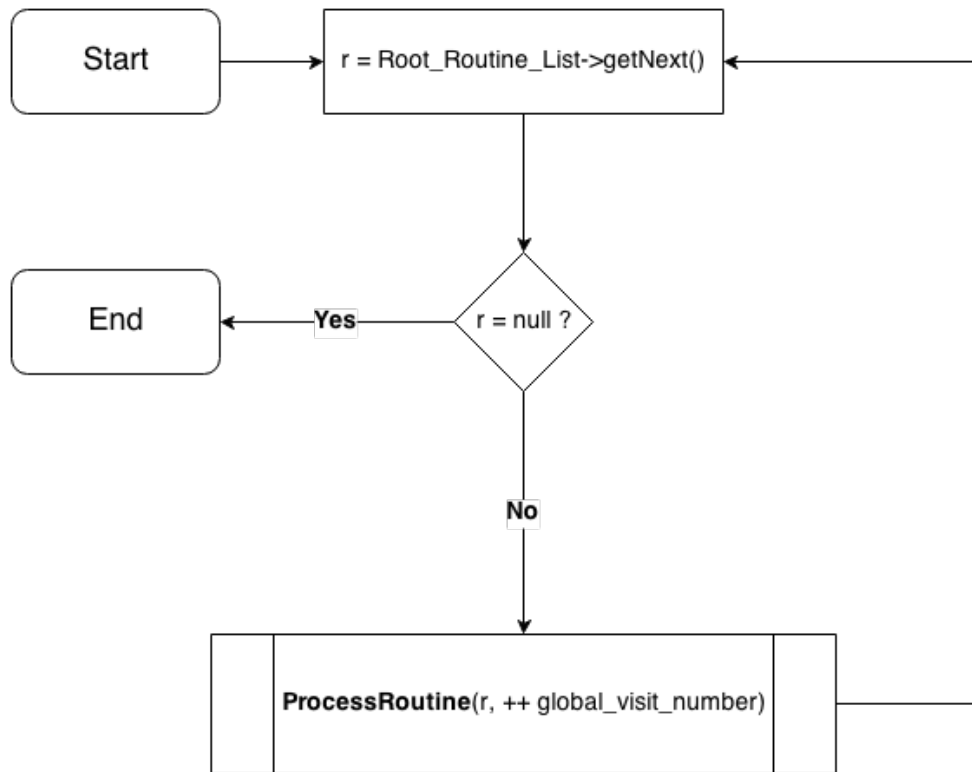 Start
r = Root_Routine_List->getNext()
End
Yes
r = null ?
No
ProcessRoutine(r, ++ global_visit_number)